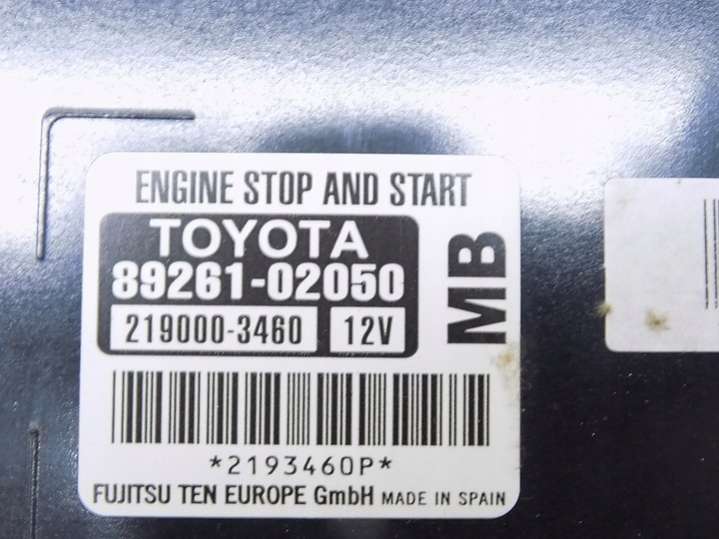 ENGINE STOP AND START
TOYOTA
89261-02050
219000-3460 12V
MB
*2193460P*
FUJITSU TEN EUROPE GmbH MADE IN SPAIN